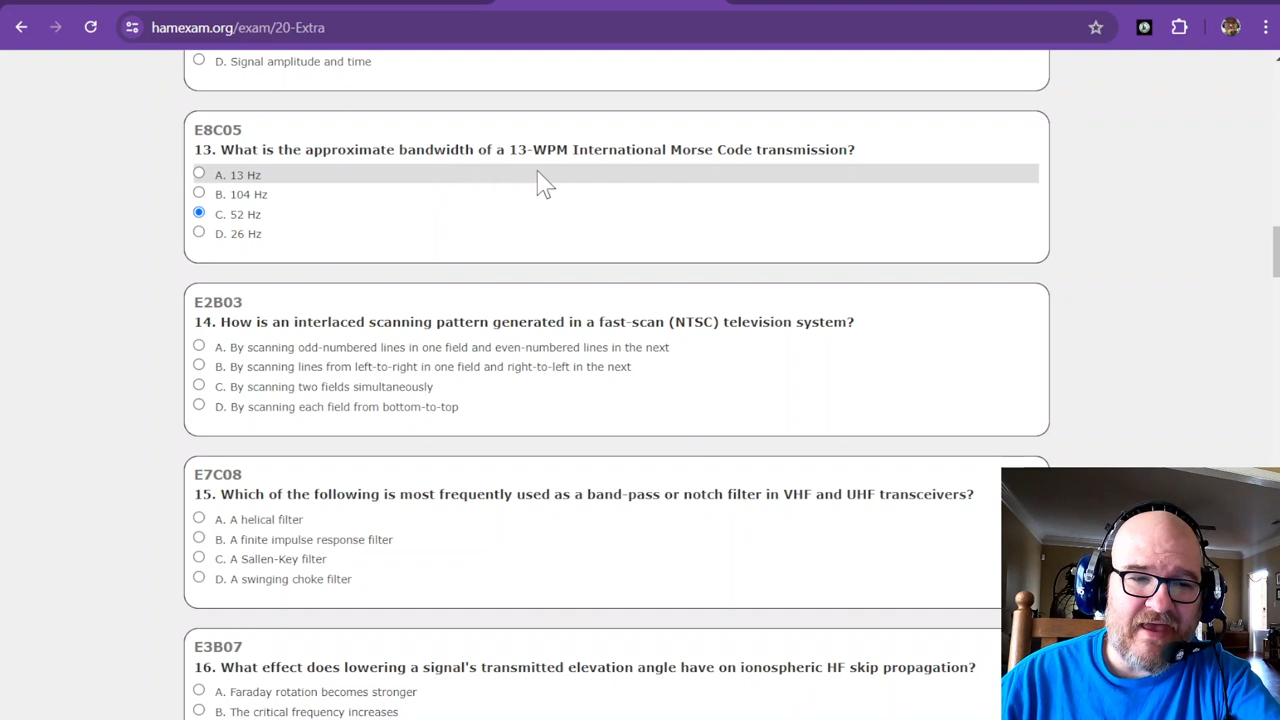 hamexam.org/exam/20-Extra
D. Signal amplitude and time
E8C05
13. What is the approximate bandwidth of a 13-WPM International Morse Code transmission?
A. 13 Hz
B. 104 Hz
C. 52 Hz
D. 26 Hz
E2B03
14. How is an interlaced scanning pattern generated in a fast-scan (NTSC) television system?
A. By scanning odd-numbered lines in one field and even-numbered lines in the next
B. By scanning lines from left-to-right in one field and right-to-left in the next
C. By scanning two fields simultaneously
D. By scanning each field from bottom-to-top
E7C08
15. Which of the following is most frequently used as a band-pass or notch filter in VHF and UHF transceivers?
A. A helical filter
B. A finite impulse response filter
C. A Sallen-Key filter
D. A swinging choke filter
E3B07
16. What effect does lowering a signal's transmitted elevation angle have on ionospheric HF skip propagation?
A. Faraday rotation becomes stronger
B. The critical frequency increases